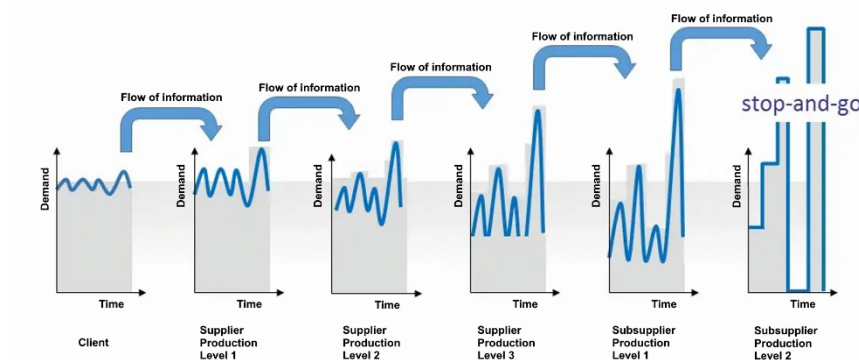 Flow of information
Flow of information
Flow of information
Flow of information
Flow of information
stop-and-go
Demand
Demand
Demand
Demand
Demand
Demand
Time
Time
Time
Time
Time
Time
Client
Supplier
Production
Level 1
Supplier
Production
Level 2
Supplier
Production
Level 3
Subsupplier
Production
Level 1
Subsupplier
Production
Level 2